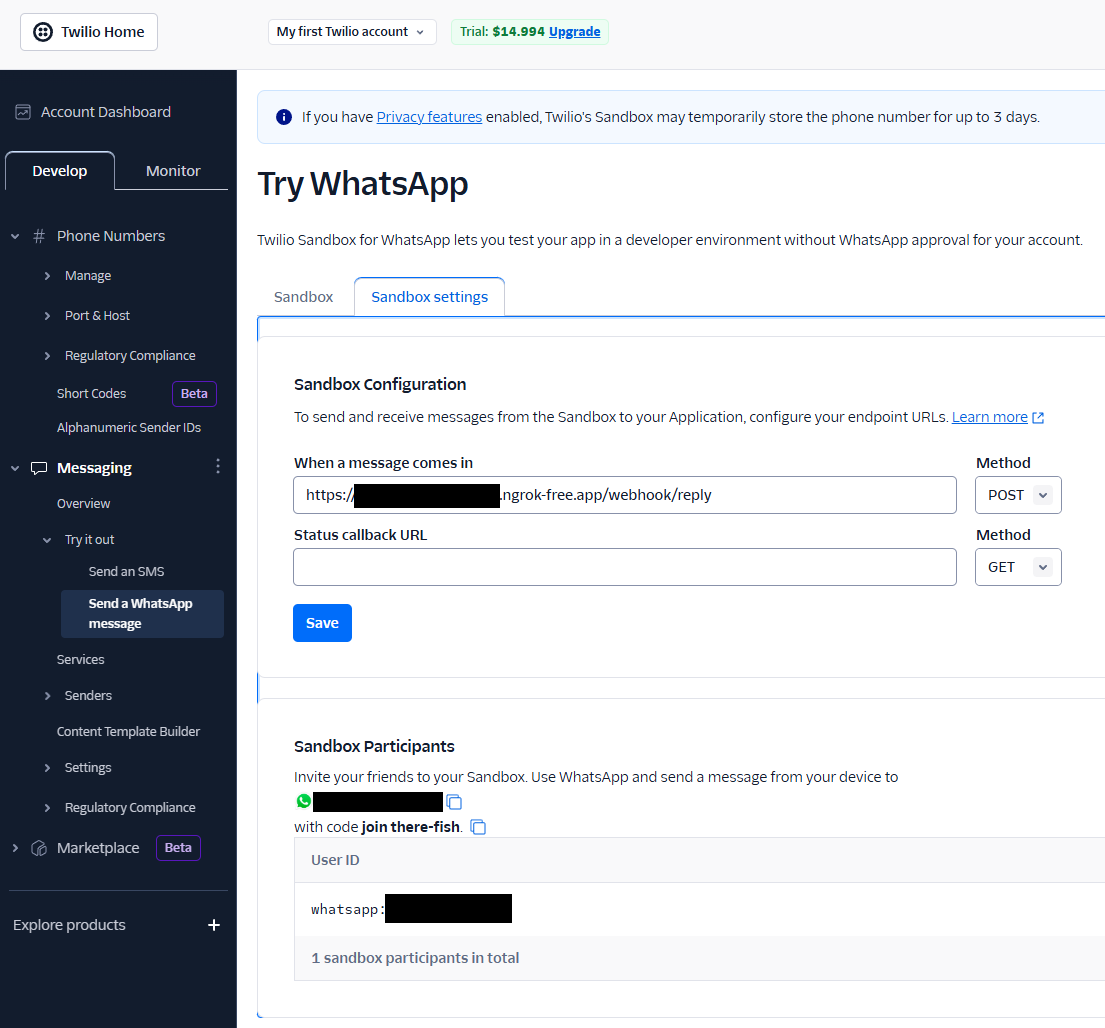 Twilio Home
My first Twilio account
Trial: $14.994 Upgrade
Account Dashboard
Develop
Monitor
Phone Numbers
Manage
Port & Host
Regulatory Compliance
Short Codes
Beta
Alphanumeric Sender IDs
Messaging
Overview
Try it out
Send an SMS
Send a WhatsApp
message
Services
Senders
Content Template Builder
Settings
Regulatory Compliance
Marketplace
Beta
Explore products
If you have Privacy features enabled, Twilio's Sandbox may temporarily store the phone number for up to 3 days.
Try WhatsApp
Twilio Sandbox for WhatsApp lets you test your app in a developer environment without WhatsApp approval for your account.
Sandbox
Sandbox settings
Sandbox Configuration
To send and receive messages from the Sandbox to your Application, configure your endpoint URLs. Learn more
When a message comes in
Method
https:// .ngrok-free.app/webhook/reply
POST
Status callback URL
Method
GET
Save
Sandbox Participants
Invite your friends to your Sandbox. Use WhatsApp and send a message from your device to
with code join there-fish.
User ID
whatsapp:
1 sandbox participants in total